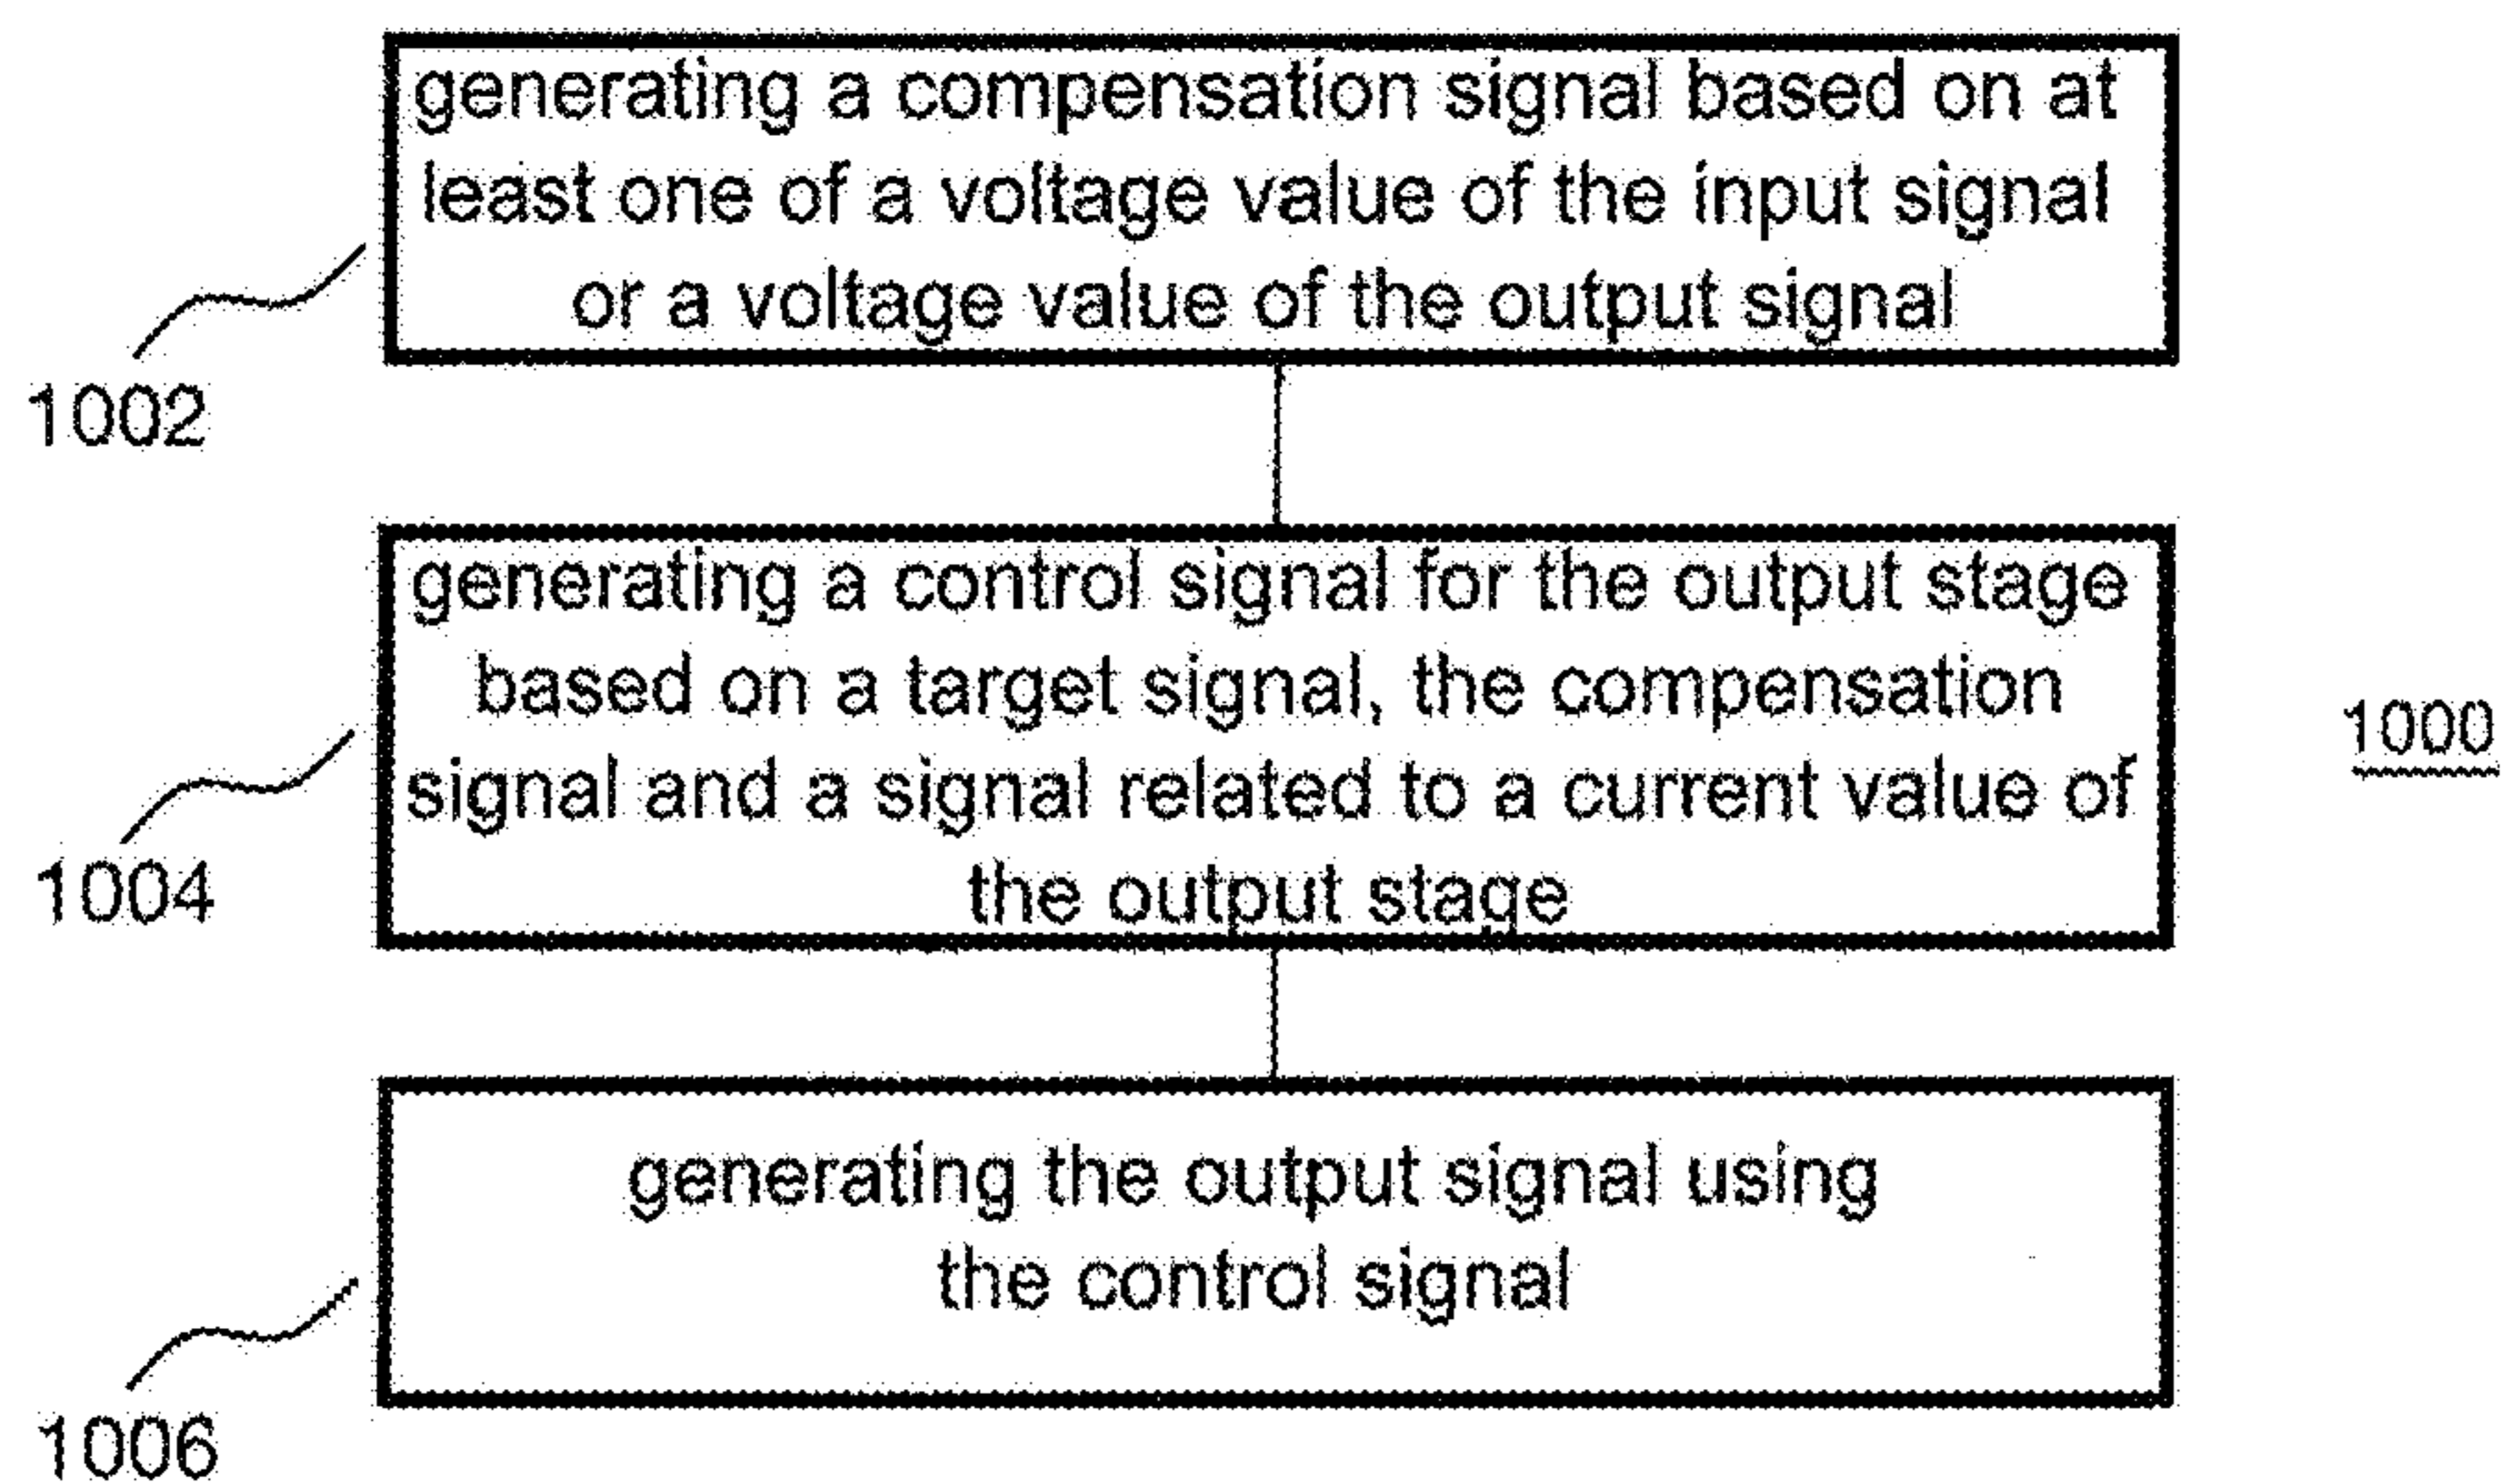 generating a compensation signal based on at
least one of a voltage value of the input signal
or a voltage value of the output signal
1002
generating a control signal for the output stage
based on a target signal, the compensation
signal and a signal related to a current value of
the output stage
1000
1004
generating the output signal using
the control signal
1006